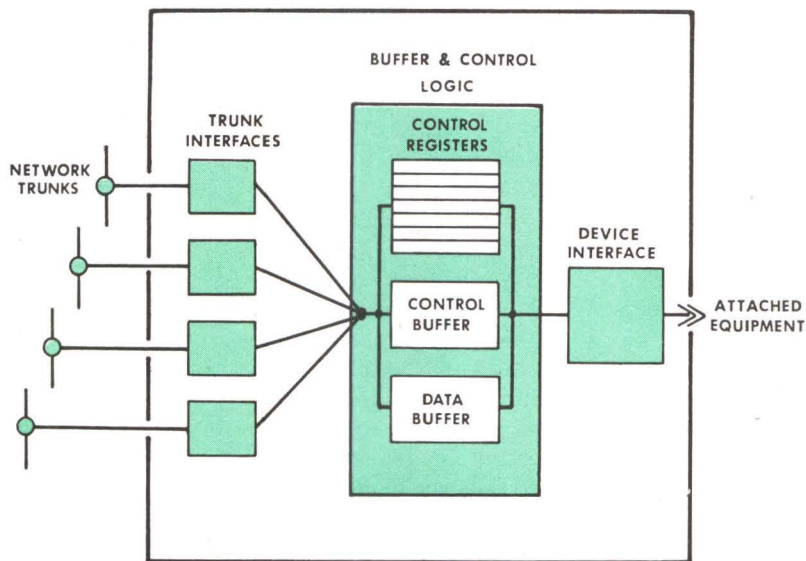 BUFFER & CONTROL
LOGIC
TRUNK
INTERFACES
CONTROL
REGISTERS
NETWORK
TRUNKS
DEVICE
INTERFACE
CONTROL
BUFFER
ATTACHED
EQUIPMENT
DATA
BUFFER